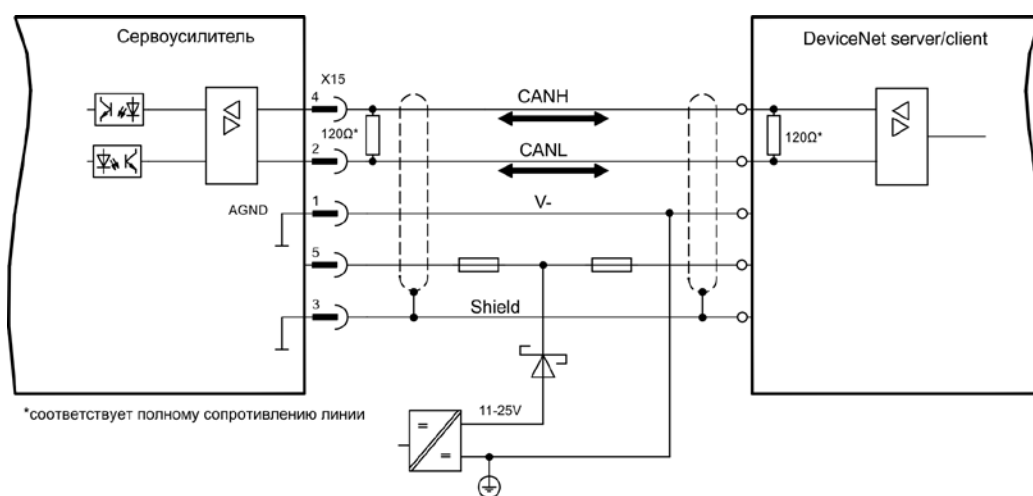 Сервоусилитель
DeviceNet server/client
X15
4
CANH
120Ω*
120Ω*
2
CANL
1
V-
AGND
5
3
Shield
*соответствует полному сопротивлению линии
11-25V